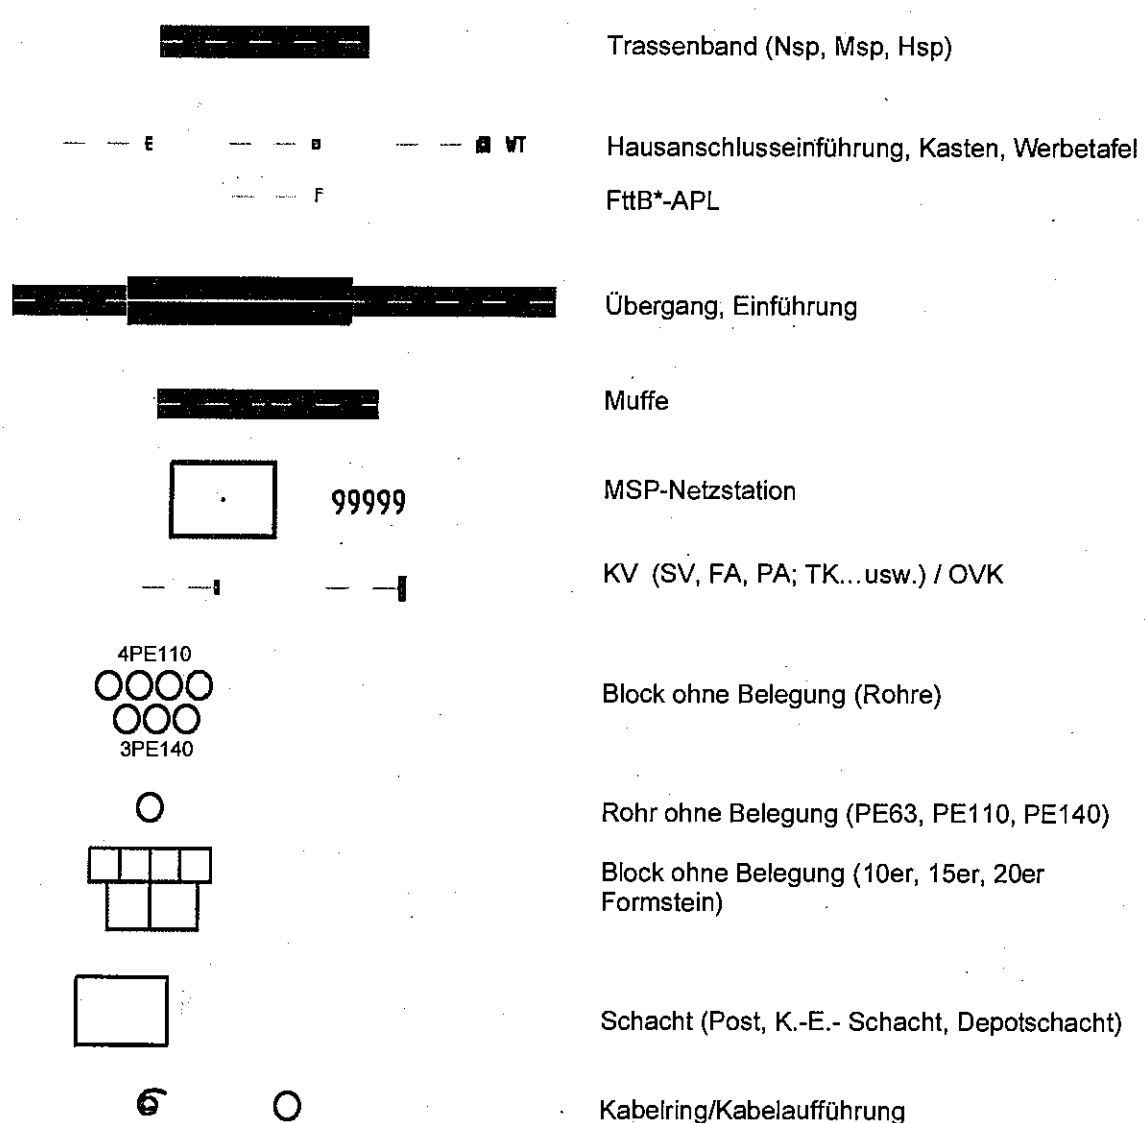 Trassenband (Nsp, Msp, Hsp)
E WT Hausanschlusseinführung, Kasten, Werbetafel
F FttB*-APL
Übergang, Einführung
Muffe
99999 MSP-Netzstation
KV (SV, FA, PA; TK...usw.) / OVK
4PE110
Block ohne Belegung (Rohre)
3PE140
Rohr ohne Belegung (PE63, PE110, PE140)
Block ohne Belegung (10er, 15er, 20er
Formstein)
Schacht (Post, K.-E.- Schacht, Depotschacht)
Kabelring/Kabelaufführung